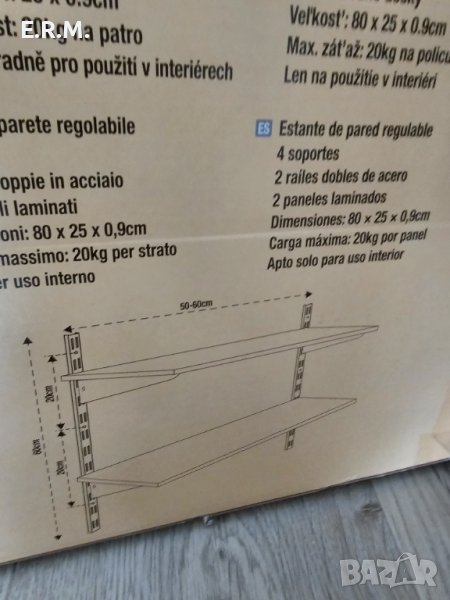 E.R.M.
20kg na patro
pro použití v interiérech
parete regolabile
oppie in acciaio
li laminati
oni: 80 x 25 x 0,9cm
massimo: 20kg per strato
er uso interno
Veľkosť: 80 x 25 x 0.9cm
Max. záťaž: 20kg na policu
Len na použitie v interiéri
ES Estante de pared regulable
4 soportes
2 raíles dobles de acero
2 paneles laminados
Dimensiones: 80 x 25 x 0,9cm
Carga máxima: 20kg por panel
Apto solo para uso interior
50-60cm
20cm
60cm
20cm
BAZAR